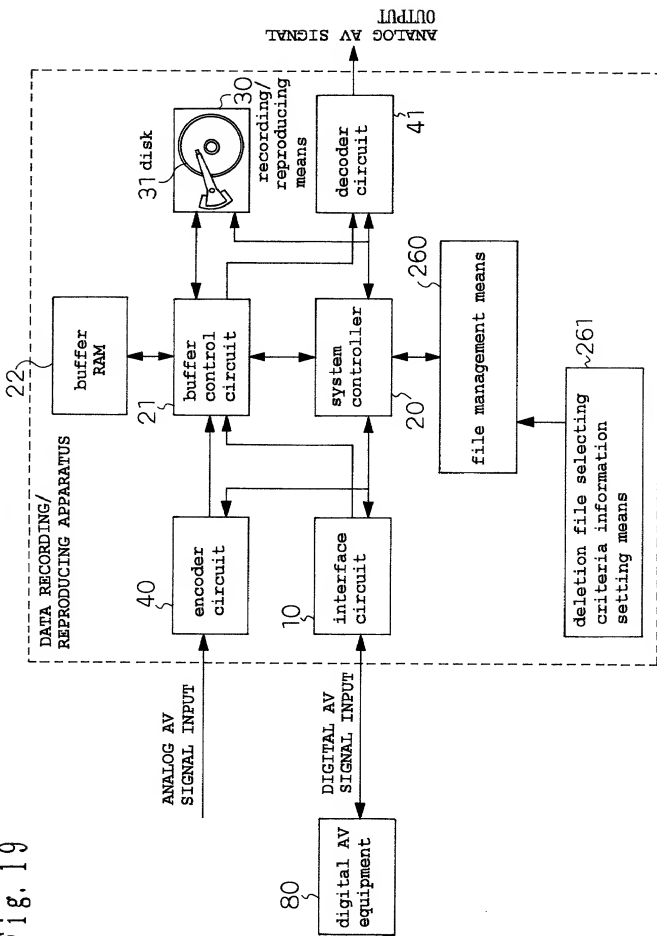 Fig. 19
DATA RECORDING/
REPRODUCING APPARATUS
22
buffer
RAM
31 disk
30
recording/
reproducing
means
ANALOG AV
SIGNAL INPUT
40
encoder
circuit
21
buffer
control
circuit
41
decoder
circuit
ANALOG AV SIGNAL
OUTPUT
80
digital AV
equipment
DIGITAL AV
SIGNAL INPUT
10
interface
circuit
20
system
controller
260
file management means
261
deletion file selecting
criteria information
setting means